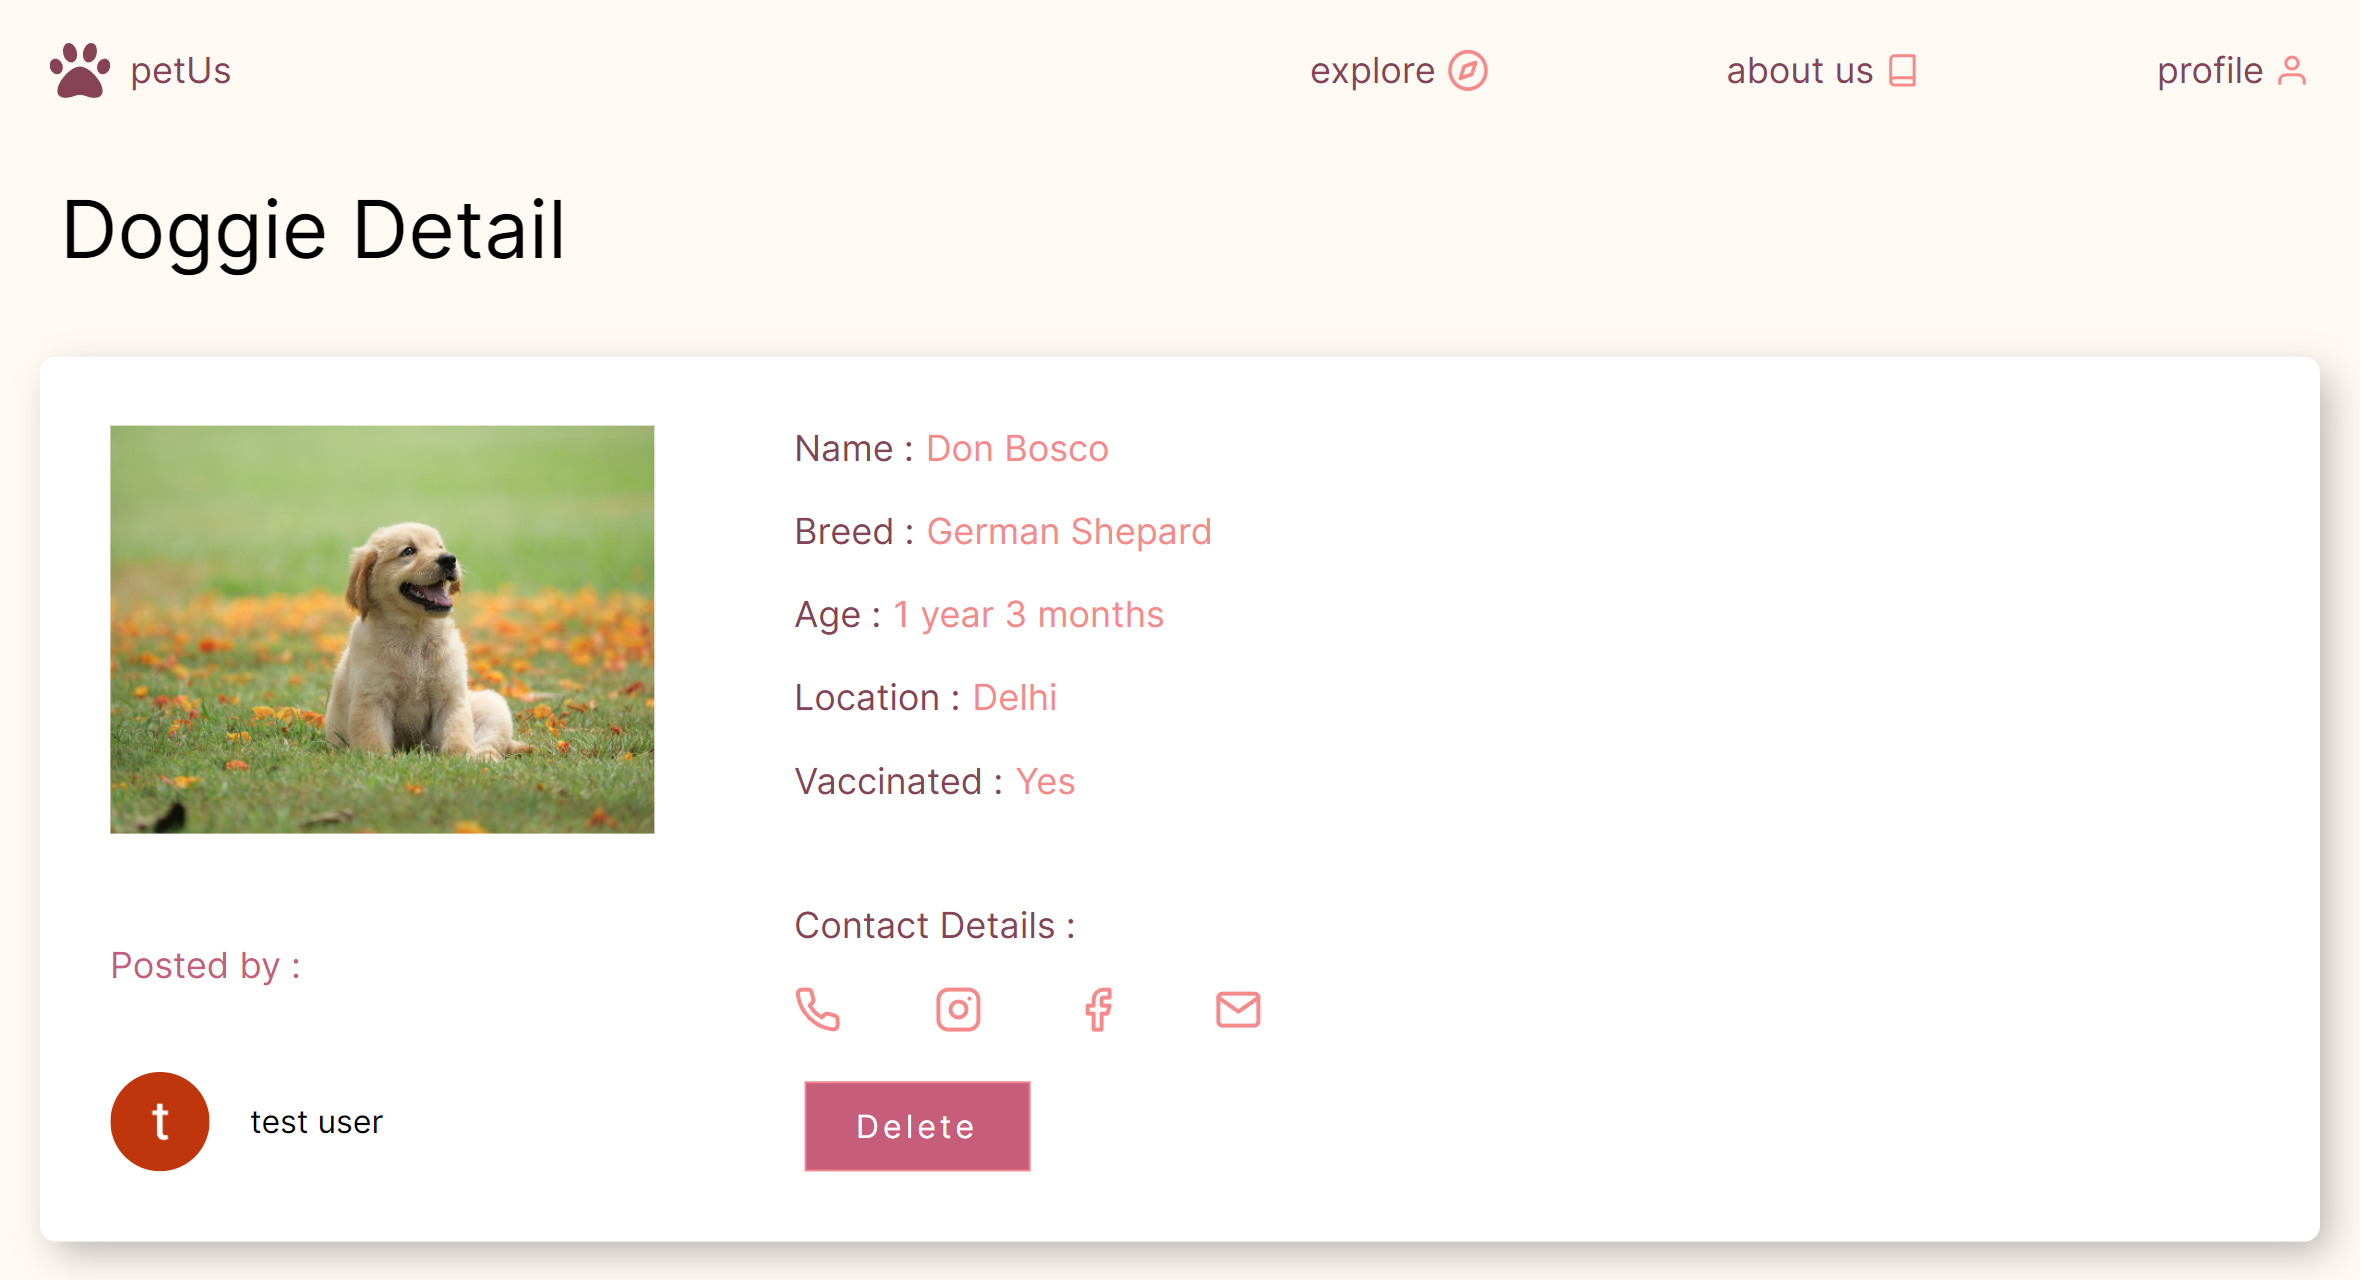 petUs
explore
about us
profile
Doggie Detail
Name : Don Bosco
Breed : German Shepard
Age : 1 year 3 months
Location : Delhi
Vaccinated : Yes
Contact Details :
Posted by :
t
test user
Delete